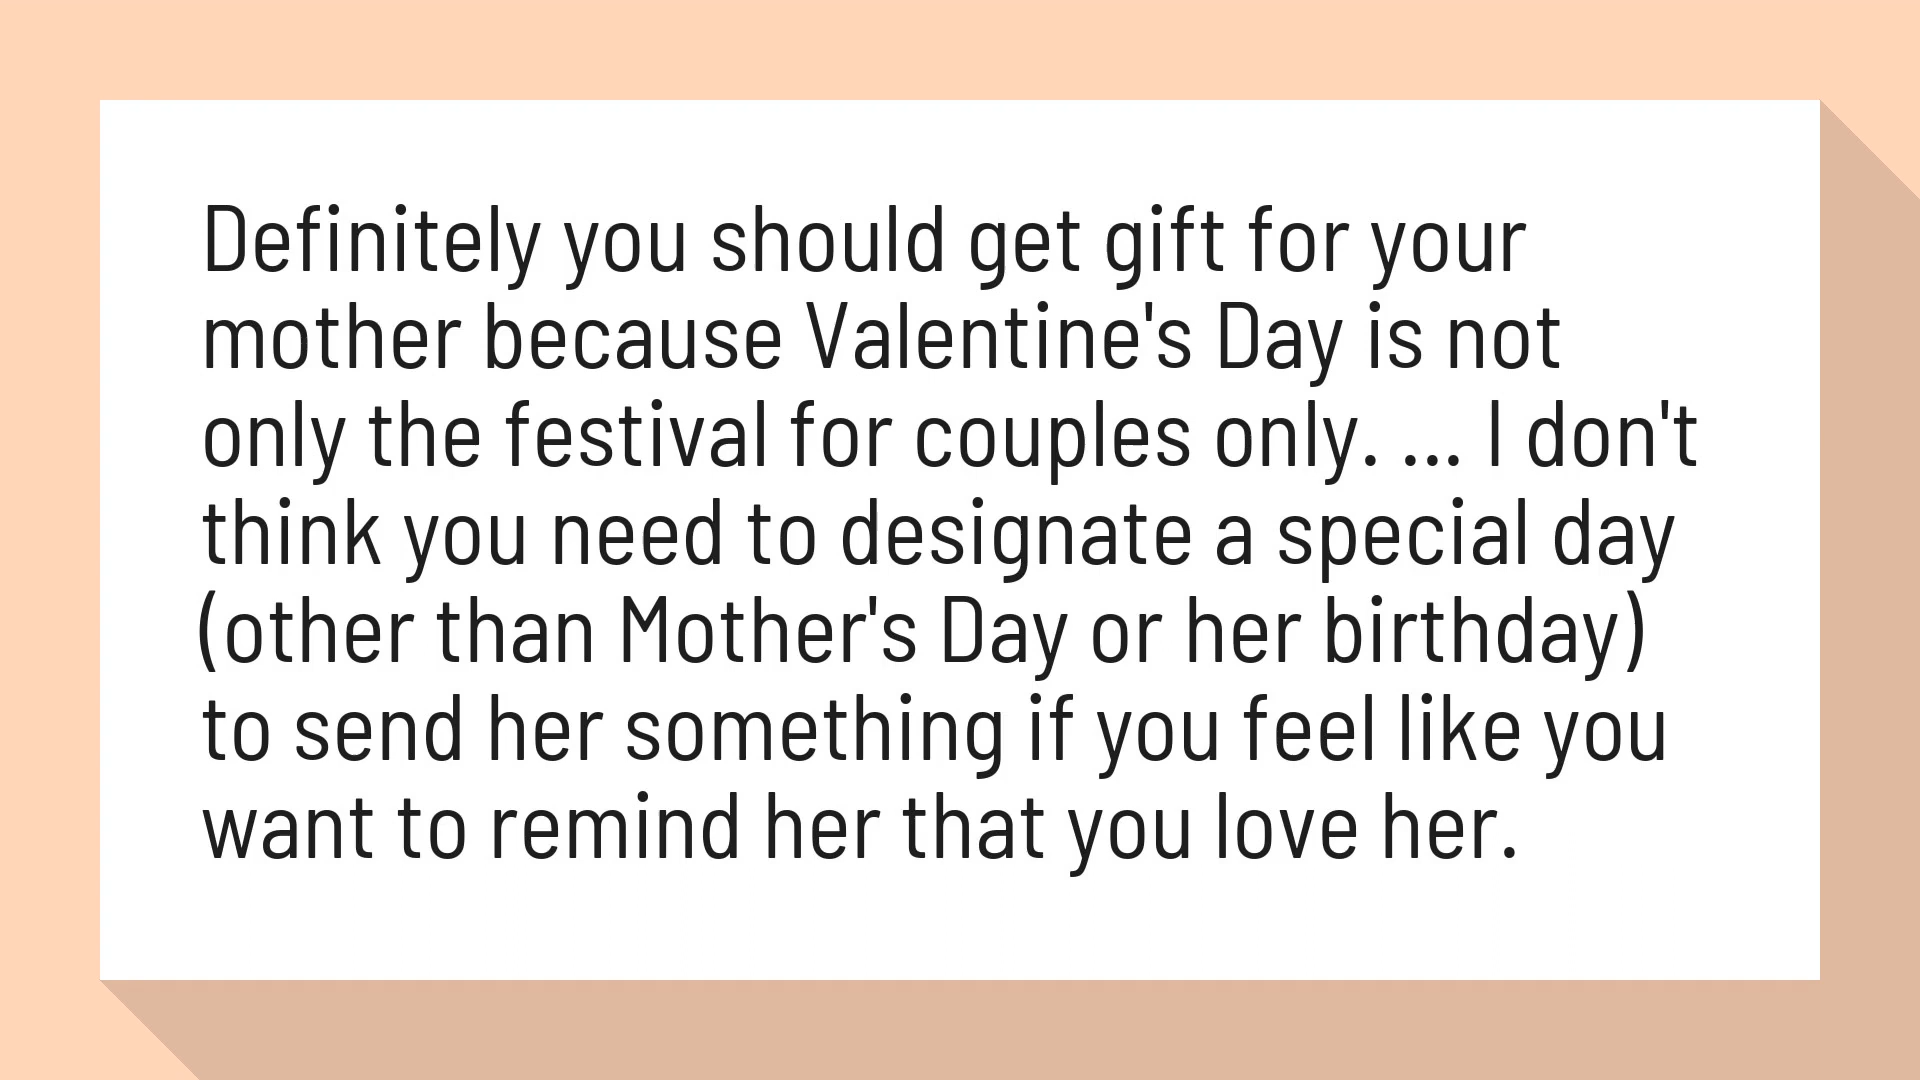 Definitely you should get gift for your
mother because Valentine's Day is not
only the festival for couples only. ... I don't
think you need to designate a special day
(other than Mother's Day or her birthday)
to send her something if you feel like you
want to remind her that you love her.